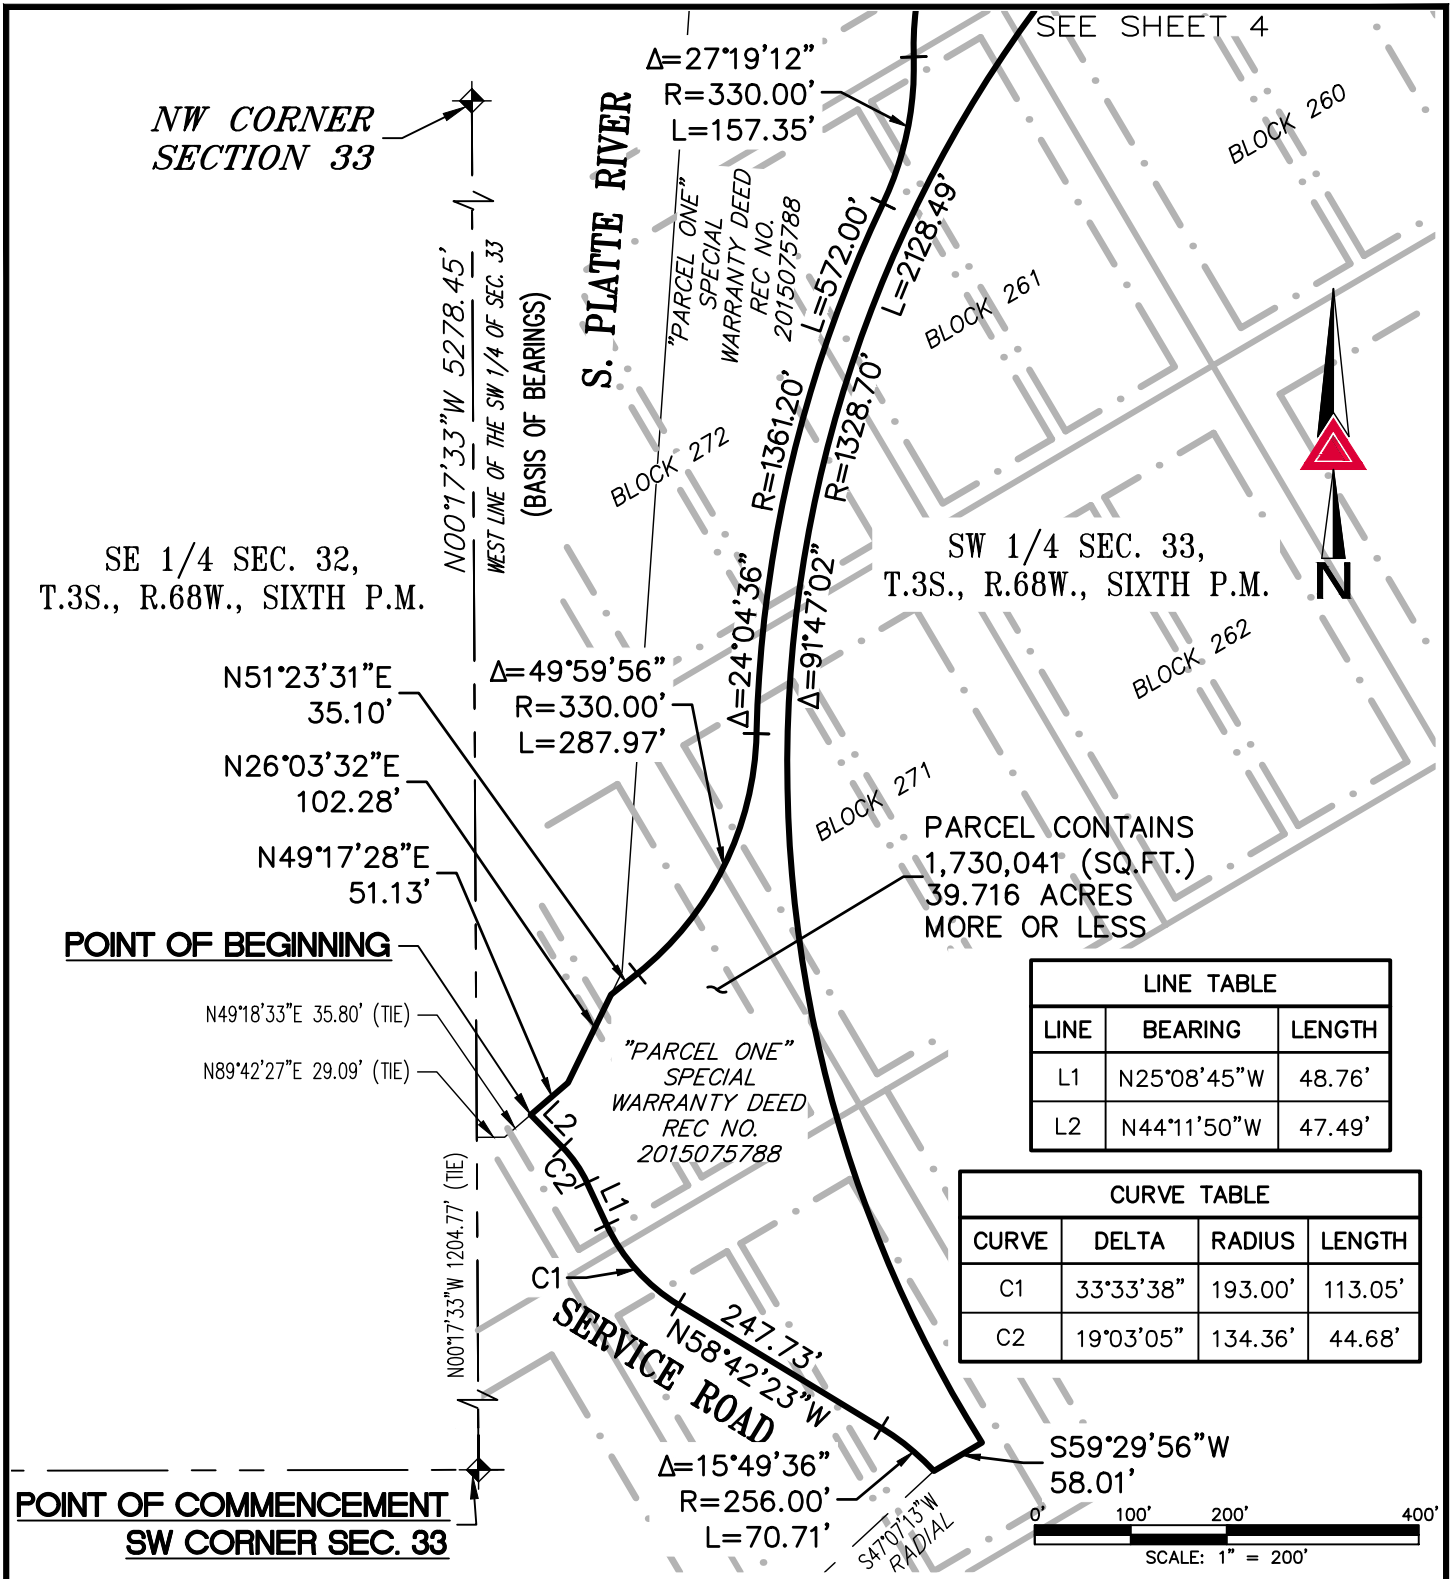 SEE SHEET 4
Δ=27°19'12"
R=330.00'
L=157.35'
NW CORNER
SECTION 33
S. PLATTE RIVER
"PARCEL ONE"
SPECIAL
WARRANTY DEED
REC NO.
2015075788
BLOCK 260
L=572.00'
R=1361.20'
Δ=24°04'36"
L=2128.49'
R=1328.70'
Δ=91°47'02"
BLOCK 261
N00°17'33"W 5278.45'
WEST LINE OF THE SW 1/4 OF SEC. 33
(BASIS OF BEARINGS)
BLOCK 272
SE 1/4 SEC. 32,
T.3S., R.68W., SIXTH P.M.
SW 1/4 SEC. 33,
T.3S., R.68W., SIXTH P.M.
N
BLOCK 262
N51°23'31"E
35.10'
Δ=49°59'56"
R=330.00'
L=287.97'
N26°03'32"E
102.28'
N49°17'28"E
51.13'
BLOCK 271
PARCEL CONTAINS
1,730,041 (SQ.FT.)
39.716 ACRES
MORE OR LESS
POINT OF BEGINNING
N49°18'33"E 35.80' (TIE)
N89°42'27"E 29.09' (TIE)
"PARCEL ONE"
SPECIAL
WARRANTY DEED
REC NO.
2015075788
LINE TABLE
LINE BEARING LENGTH
L1 N25°08'45"W 48.76'
L2 N44°11'50"W 47.49'
L2
C2
L1
C1
N00°17'33"W 1204.77' (TIE)
CURVE TABLE
CURVE DELTA RADIUS LENGTH
C1 33°33'38" 193.00' 113.05'
C2 19°03'05" 134.36' 44.68'
247.73'
N58°42'23"W
SERVICE ROAD
Δ=15°49'36"
R=256.00'
L=70.71'
S59°29'56"W
58.01'
S47°07'13"W
RADIAL
POINT OF COMMENCEMENT
SW CORNER SEC. 33
0' 100' 200' 400'
SCALE: 1" = 200'